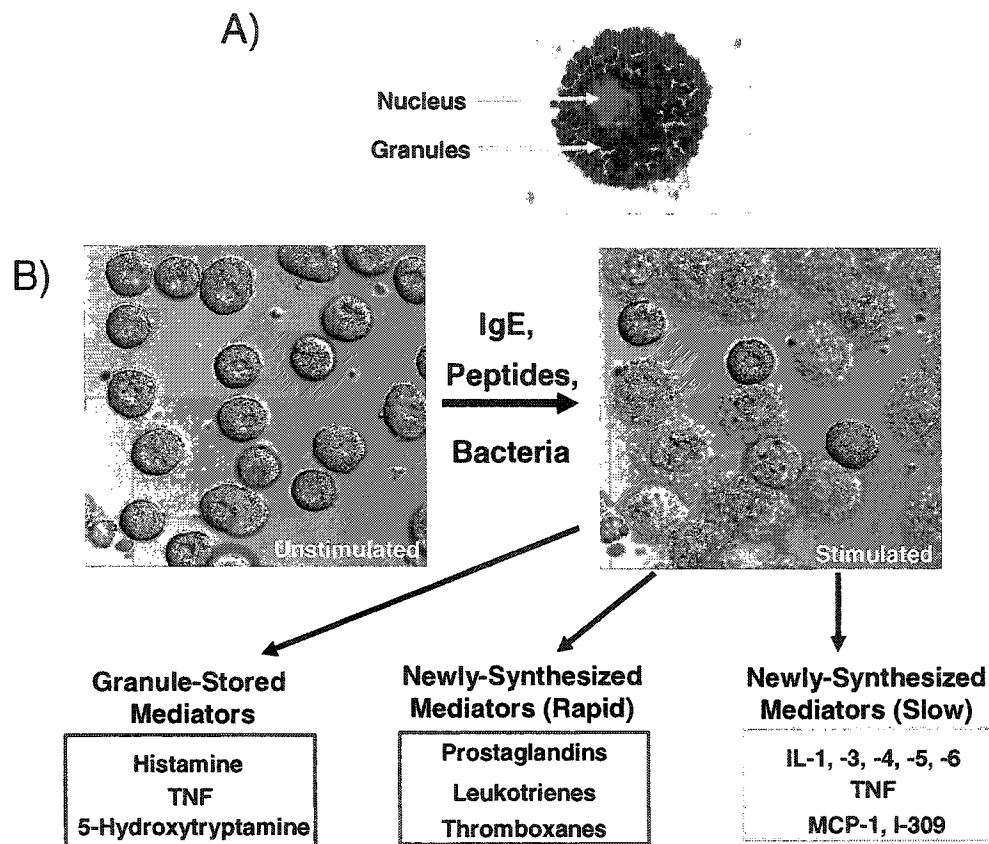 A)
Nucleus
Granules
B)
IgE,
Peptides,
Bacteria
Unstimulated
Stimulated
Granule-Stored
Mediators
Histamine
TNF
5-Hydroxytryptamine
Newly-Synthesized
Mediators (Rapid)
Prostaglandins
Leukotrienes
Thromboxanes
Newly-Synthesized
Mediators (Slow)
IL-1, -3, -4, -5, -6
TNF
MCP-1, I-309